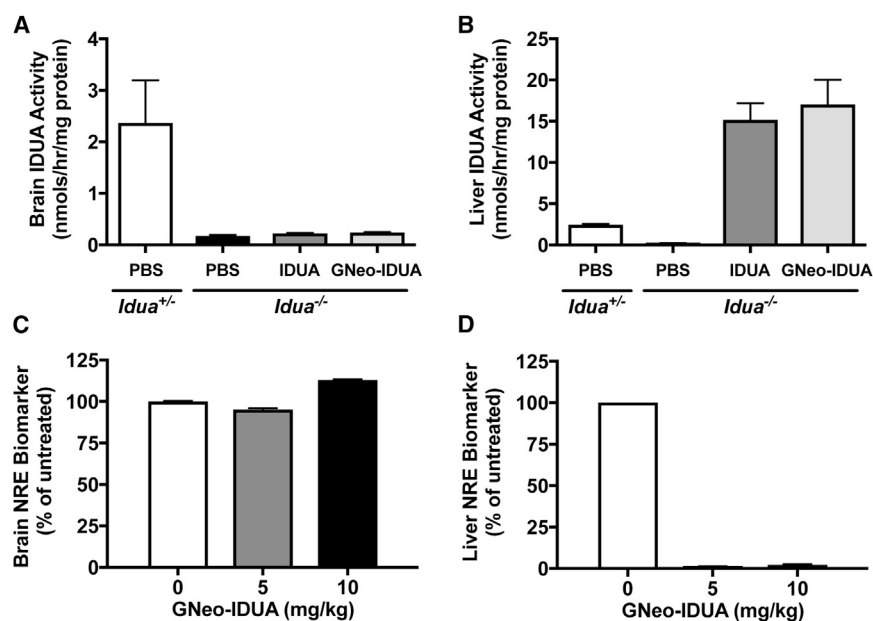 A
Brain IDUA Activity
(nmols/hr/mg protein)
4
3
2
1
0
PBS PBS IDUA GNeo-IDUA
Idua+/- Idua-/-
B
Liver IDUA Activity
(nmols/hr/mg protein)
25
20
15
10
5
0
PBS PBS IDUA GNeo-IDUA
Idua+/- Idua-/-
C
Brain NRE Biomarker
(% of untreated)
125
100
75
50
25
0
0 5 10
GNeo-IDUA (mg/kg)
D
Liver NRE Biomarker
(% of untreated)
125
100
75
50
25
0
0 5 10
GNeo-IDUA (mg/kg)